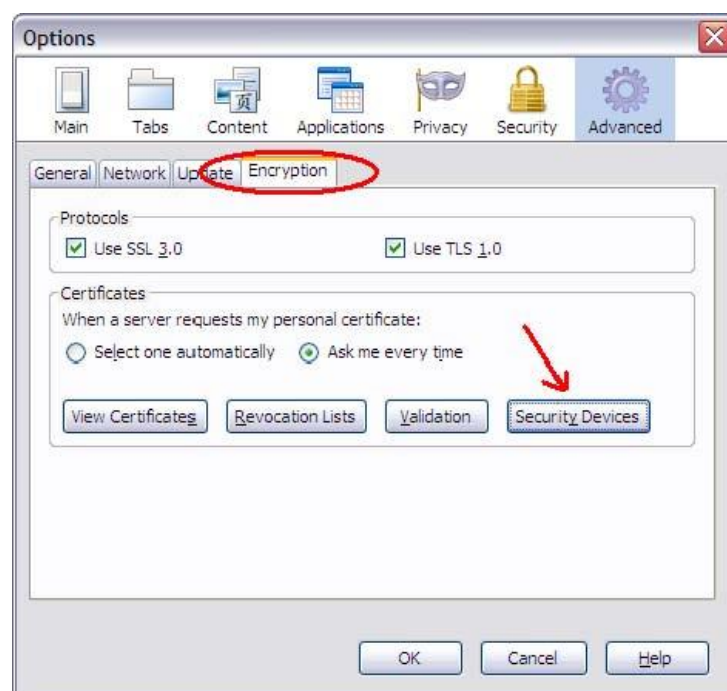 Options
Main Tabs Content Applications Privacy Security Advanced
页
General Network Update Encryption
Protocols
Use SSL 3.0 Use TLS 1.0
Certificates
When a server requests my personal certificate:
Select one automatically Ask me every time
View Certificates Revocation Lists Validation Security Devices
OK Cancel Help